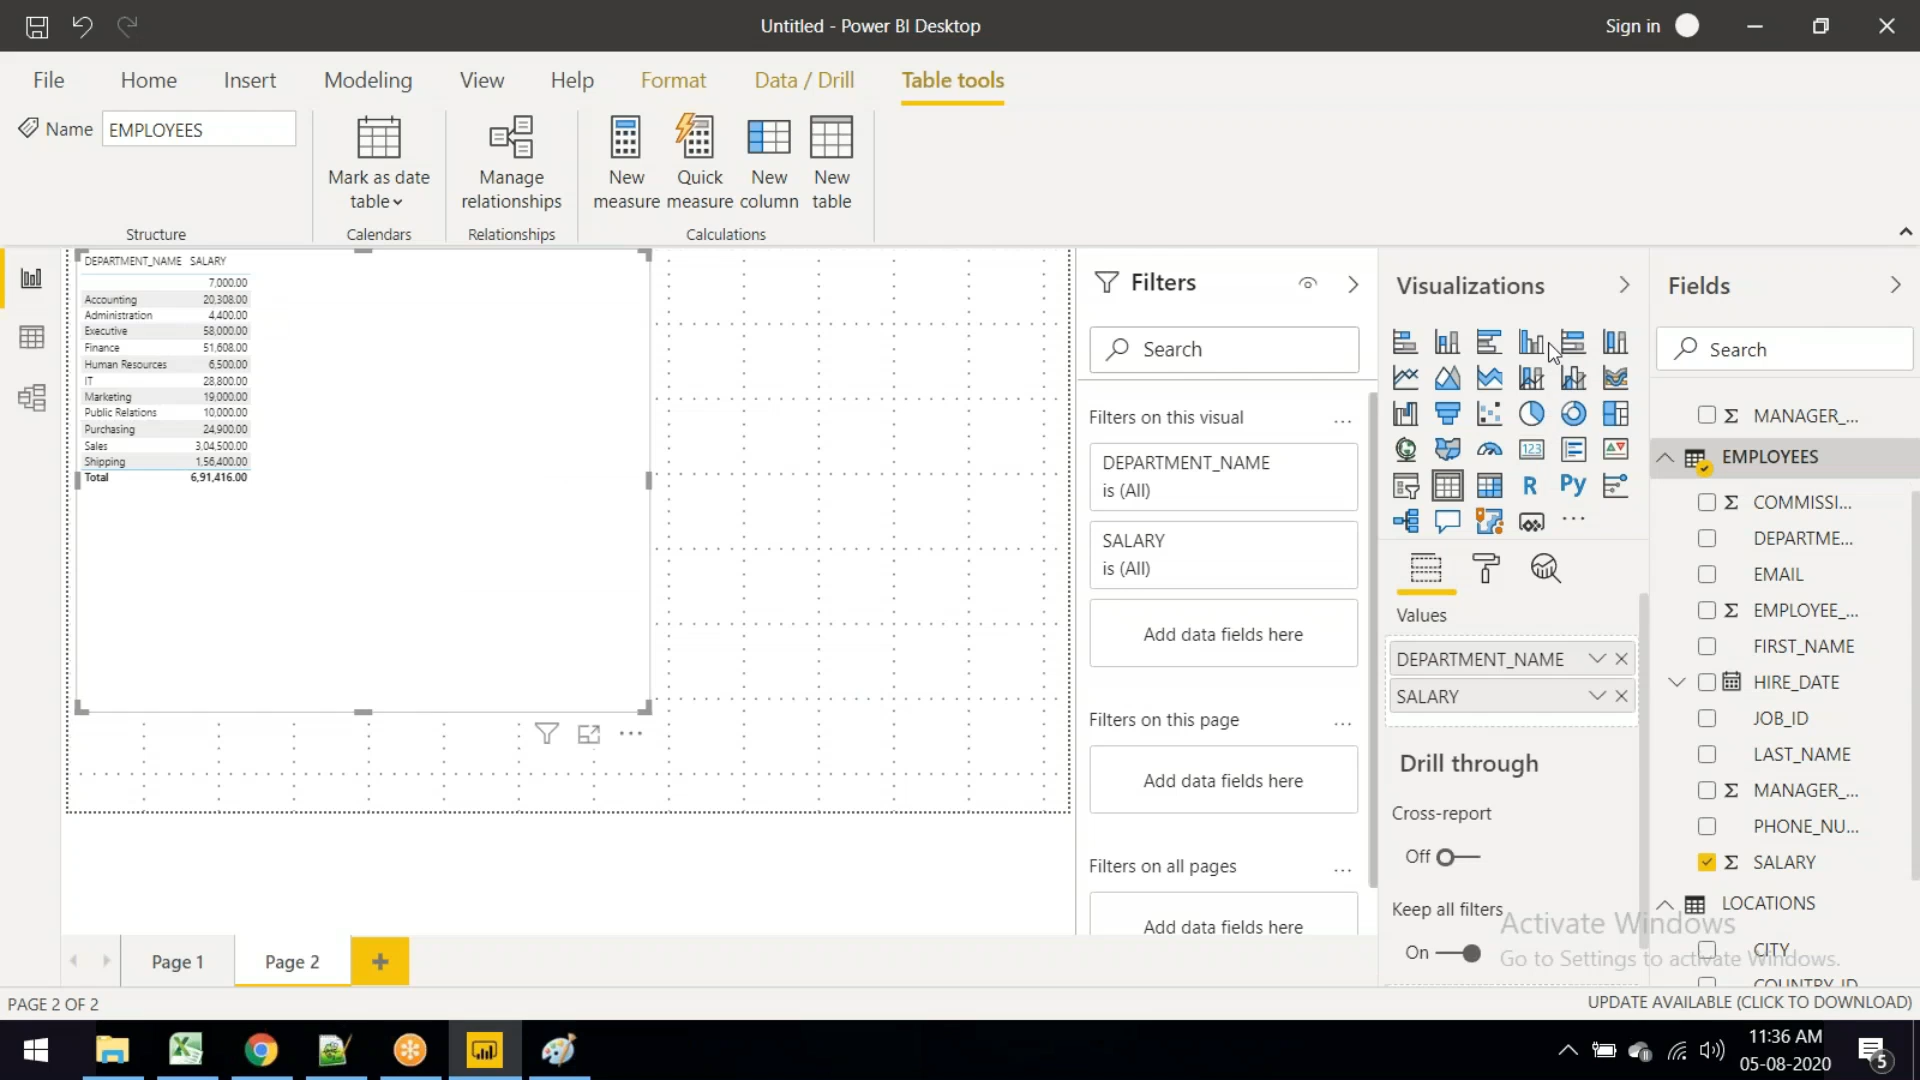 Untitled - Power BI Desktop
Sign in
File Home Insert Modeling View Help Format Data / Drill Table tools
Name EMPLOYEES
Mark as date
table
Manage
relationships
New
measure
Quick
measure
New
column
New
table
Structure
Calendars
Relationships
Calculations
DEPARTMENT_NAME SALARY
7,000.00
Accounting 20,308.00
Administration 4,400.00
Executive 58,000.00
Finance 51,608.00
Human Resources 6,500.00
IT 28,800.00
Marketing 19,000.00
Public Relations 10,000.00
Purchasing 24,900.00
Sales 3,04,500.00
Shipping 1,56,400.00
Total 6,91,416.00
Filters
Search
Filters on this visual ...
DEPARTMENT_NAME
is (All)
SALARY
is (All)
Add data fields here
Filters on this page ...
Add data fields here
Filters on all pages ...
Add data fields here
Visualizations
123
R Py
...
Values
DEPARTMENT_NAME
SALARY
Drill through
Cross-report
Off
Keep all filters
On
Fields
Search
Σ MANAGER_...
EMPLOYEES
Σ COMMISSI...
DEPARTME...
EMAIL
Σ EMPLOYEE_...
FIRST_NAME
HIRE_DATE
JOB_ID
LAST_NAME
Σ MANAGER_...
PHONE_NU...
Σ SALARY
LOCATIONS
CITY
COUNTRY_ID
Activate Windows
Go to Settings to activate Windows.
Page 1
Page 2
+
PAGE 2 OF 2
UPDATE AVAILABLE (CLICK TO DOWNLOAD)
11:36 AM
05-08-2020
5